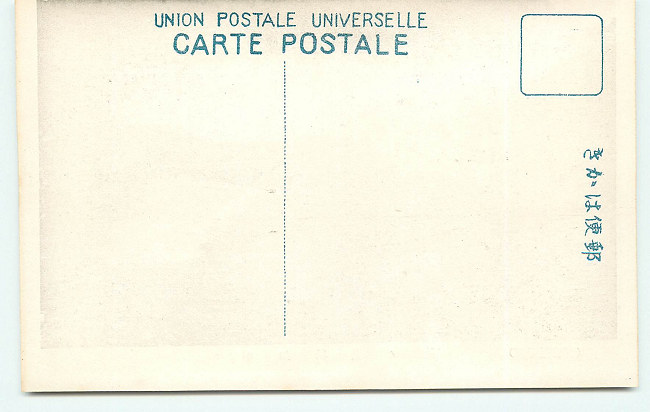 UNION POSTALE UNIVERSELLE
CARTE POSTALE
郵便はがき